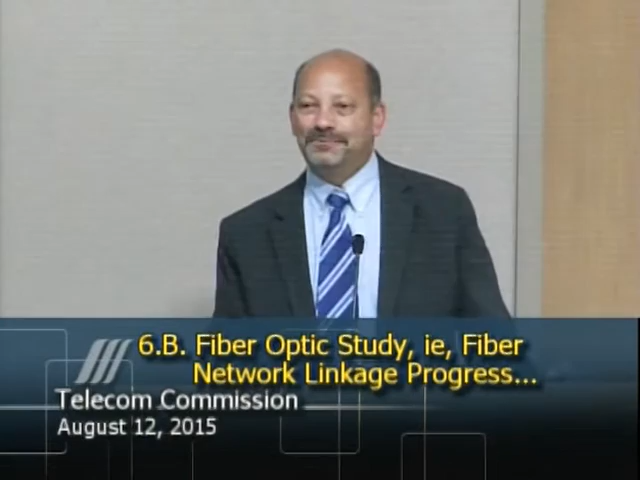 6.B. Fiber Optic Study, ie, Fiber
Network Linkage Progress...
Telecom Commission
August 12, 2015